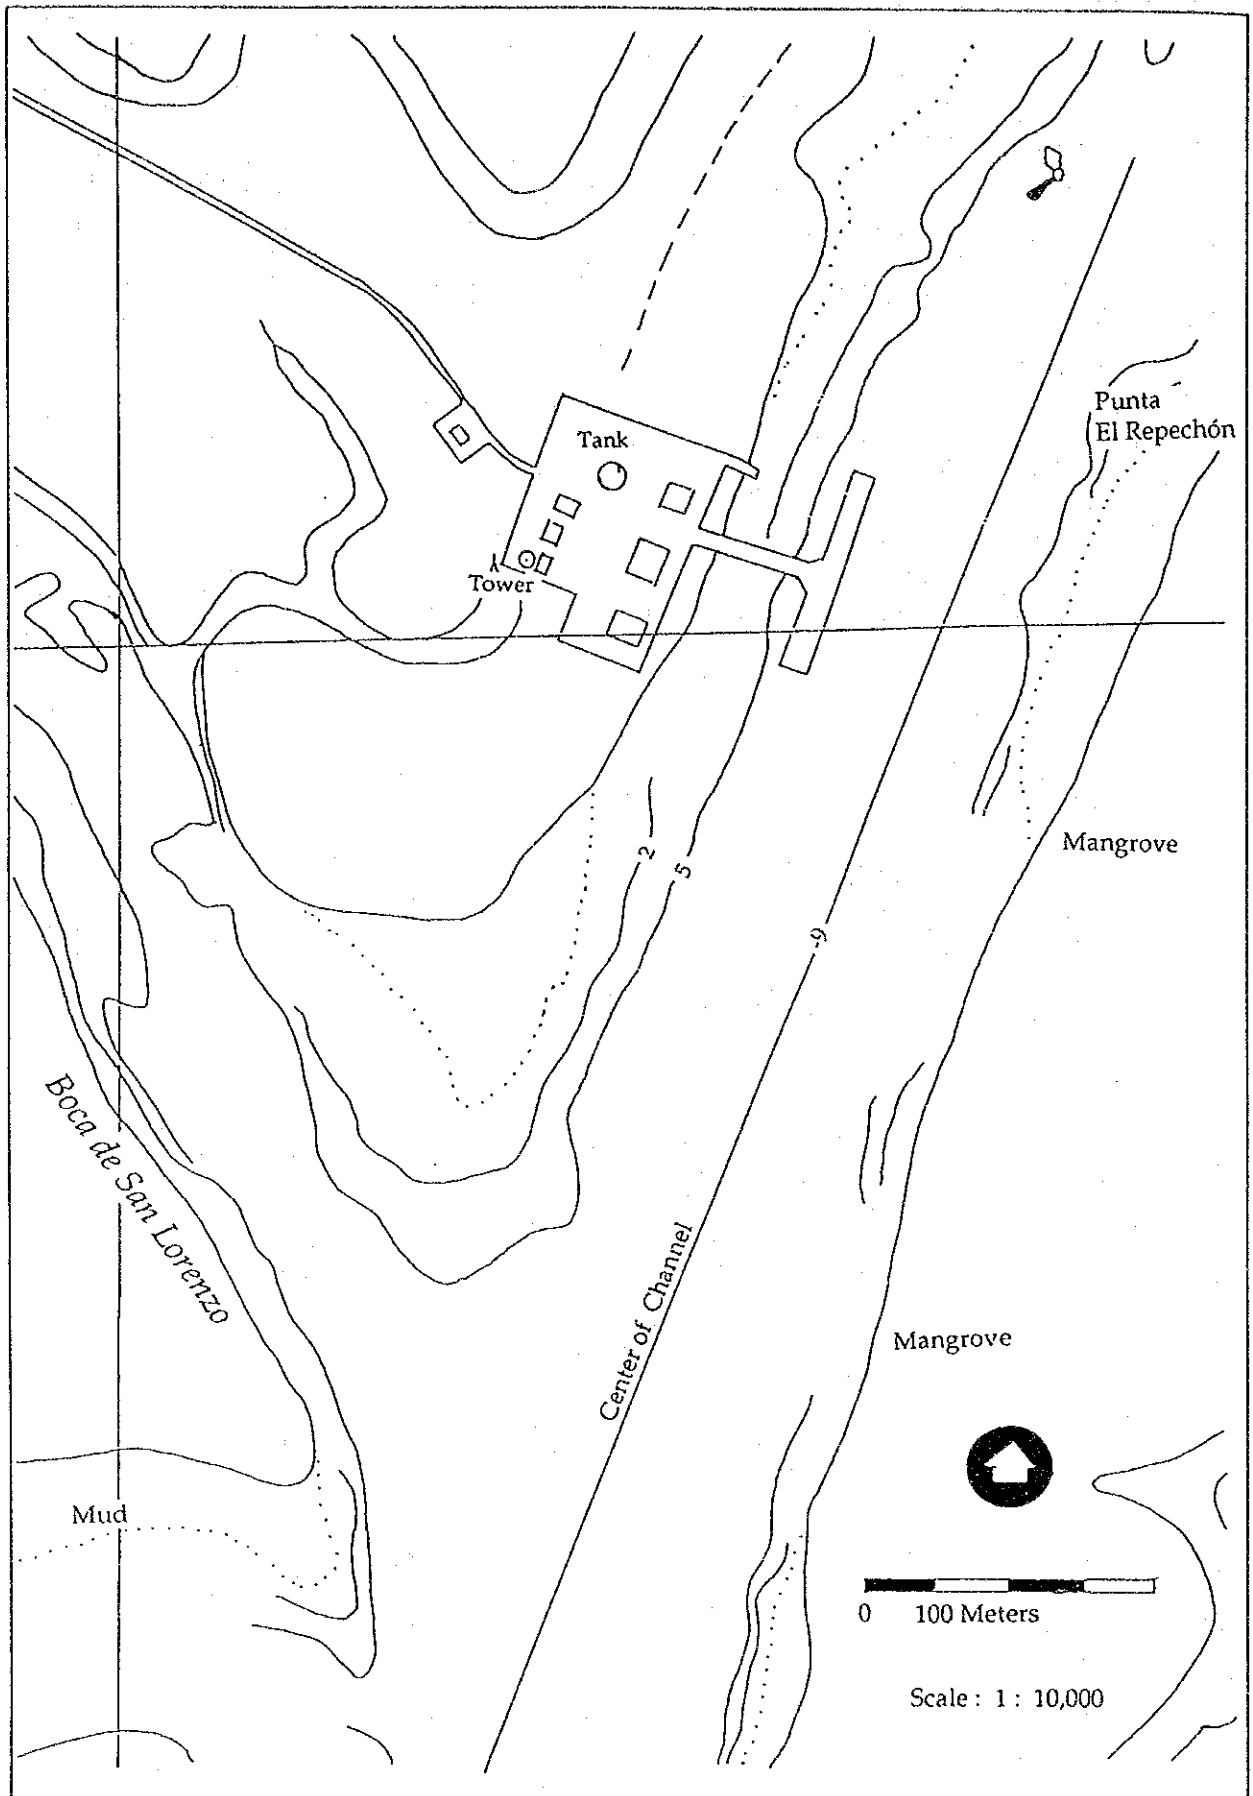 Punta
El Repechón
Tank
Tower
Mangrove
2
5
9
Boca de San Lorenzo
Center of Channel
Mangrove
Mud
0 100 Meters
Scale : 1 : 10,000